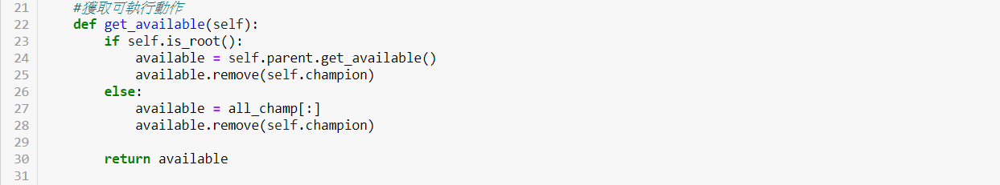 21 #獲取可執行動作
22 def get_available(self):
23 if self.is_root():
24 available = self.parent.get_available()
25 available.remove(self.champion)
26 else:
27 available = all_champ[:]
28 available.remove(self.champion)
29
30 return available
31